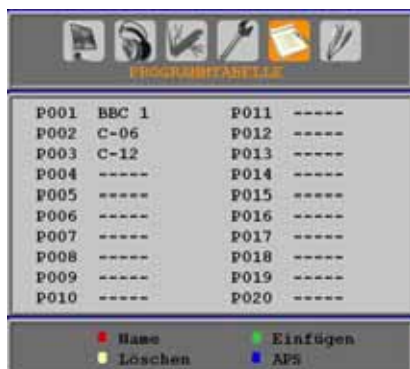 PROGRAMMTABELLE
P001 BBC 1 P011 -----
P002 C-06 P012 -----
P003 C-12 P013 -----
P004 ----- P014 -----
P005 ----- P015 -----
P006 ----- P016 -----
P007 ----- P017 -----
P008 ----- P018 -----
P009 ----- P019 -----
P010 ----- P020 -----
Name Einfügen
Löschen APS